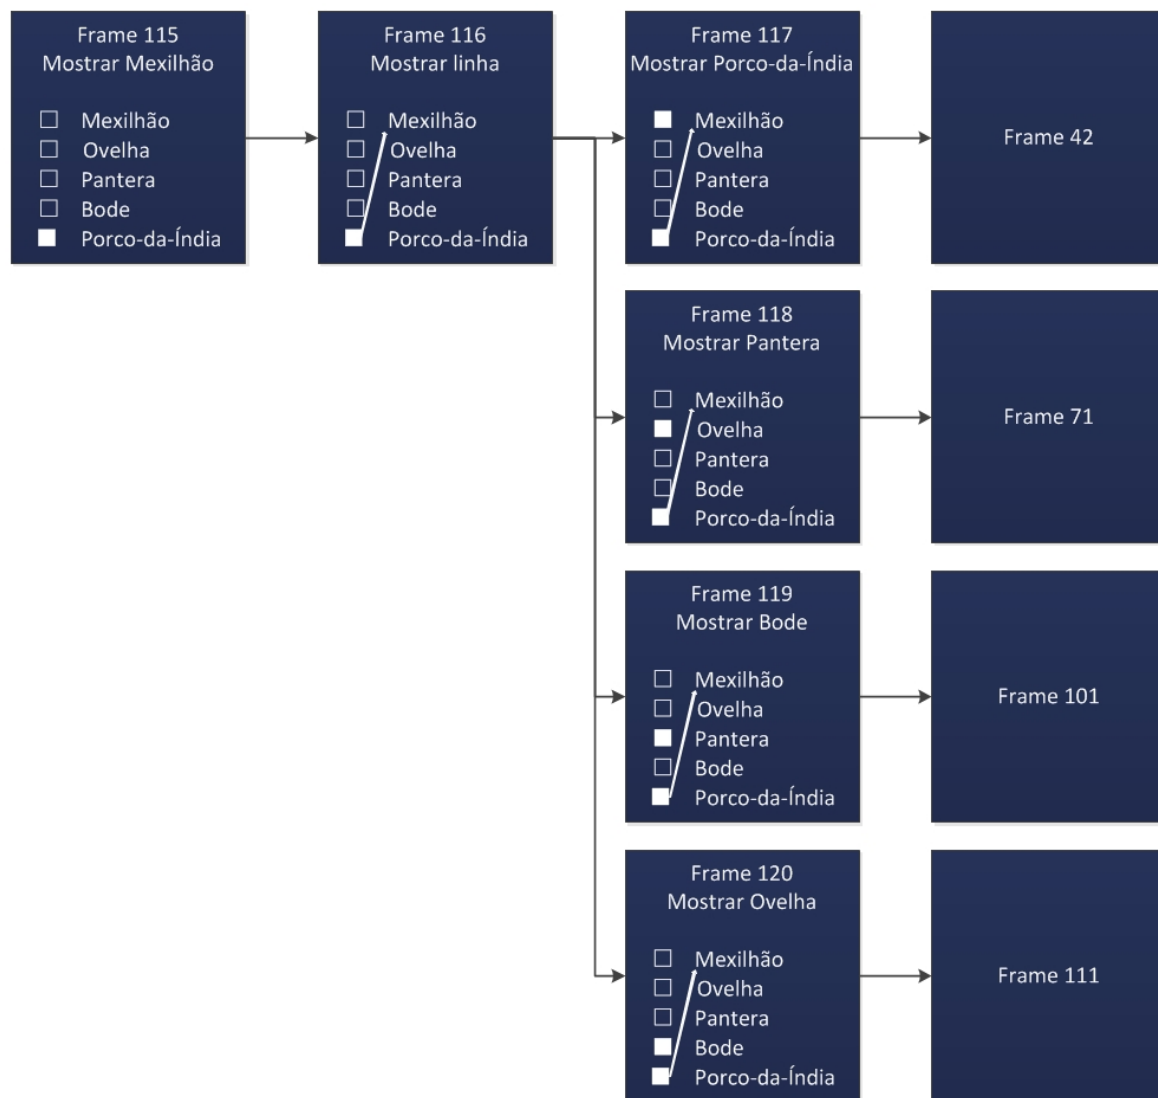 Frame 115
Mostrar Mexilhão
Mexilhão
Ovelha
Pantera
Bode
Porco-da-Índia
Frame 116
Mostrar linha
Mexilhão
Ovelha
Pantera
Bode
Porco-da-Índia
Frame 117
Mostrar Porco-da-Índia
Mexilhão
Ovelha
Pantera
Bode
Porco-da-Índia
Frame 42
Frame 118
Mostrar Pantera
Mexilhão
Ovelha
Pantera
Bode
Porco-da-Índia
Frame 71
Frame 119
Mostrar Bode
Mexilhão
Ovelha
Pantera
Bode
Porco-da-Índia
Frame 101
Frame 120
Mostrar Ovelha
Mexilhão
Ovelha
Pantera
Bode
Porco-da-Índia
Frame 111